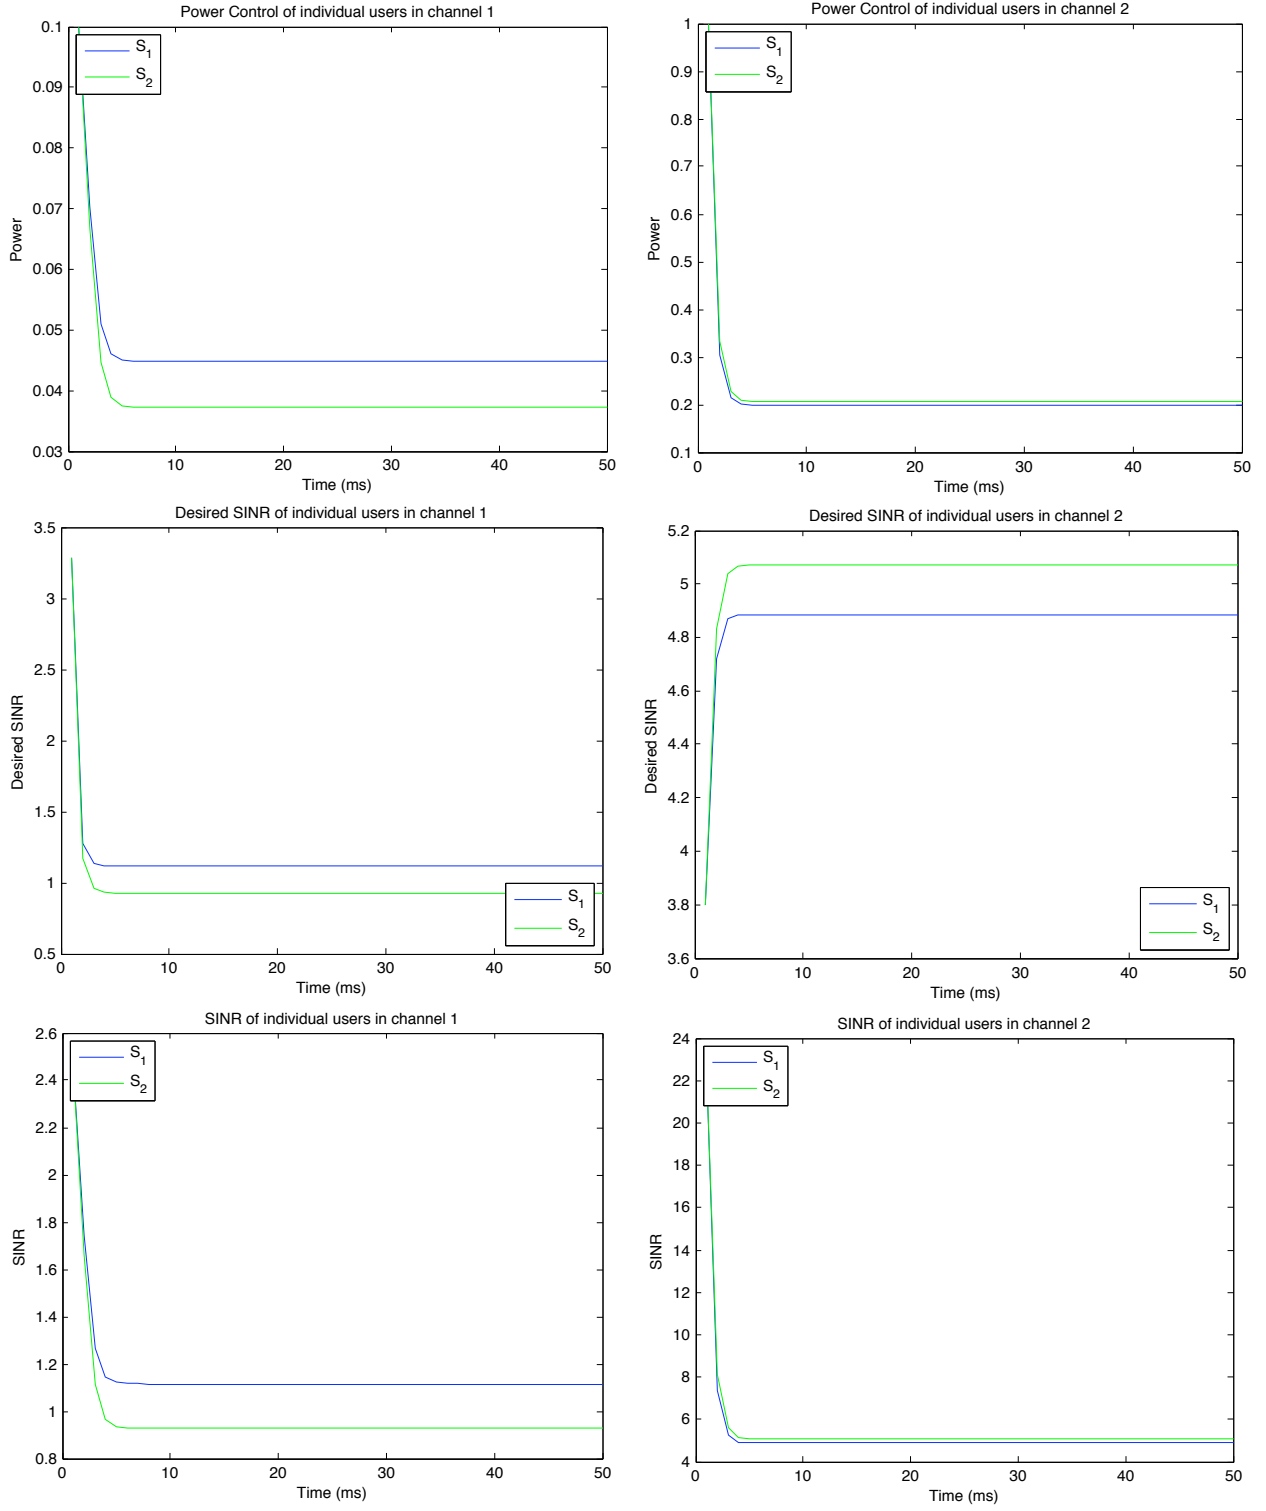 Power Control of individual users in channel 1
0.1
0.09
0.08
0.07
0.06
0.05
0.04
0.03
Power
S1
S2
0 10 20 30 40 50
Time (ms)
Power Control of individual users in channel 2
1
0.9
0.8
0.7
0.6
0.5
0.4
0.3
0.2
0.1
Power
S1
S2
0 10 20 30 40 50
Time (ms)
Desired SINR of individual users in channel 1
3.5
3
2.5
2
1.5
1
0.5
Desired SINR
S1
S2
0 10 20 30 40 50
Time (ms)
Desired SINR of individual users in channel 2
5.2
5
4.8
4.6
4.4
4.2
4
3.8
3.6
Desired SINR
S1
S2
0 10 20 30 40 50
Time (ms)
SINR of individual users in channel 1
2.6
2.4
2.2
2
1.8
1.6
1.4
1.2
1
0.8
SINR
S1
S2
0 10 20 30 40 50
Time (ms)
SINR of individual users in channel 2
24
22
20
18
16
14
12
10
8
6
4
SINR
S1
S2
0 10 20 30 40 50
Time (ms)